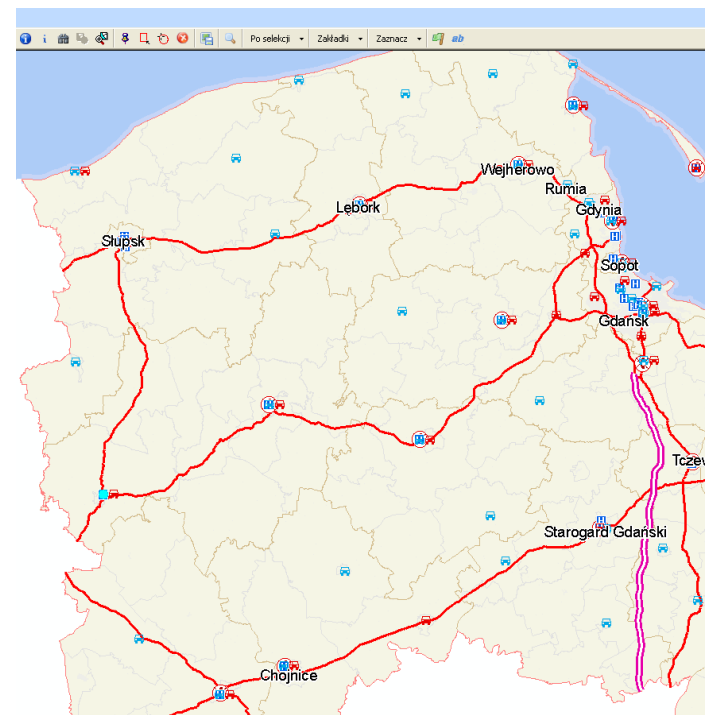 Po selekcji Zakładki Zaznacz ab
Wejherowo
Rumia
Lębork
Gdynia
Słupsk
Sopot
Gdańsk
Tczew
Starogard Gdański
Chojnice